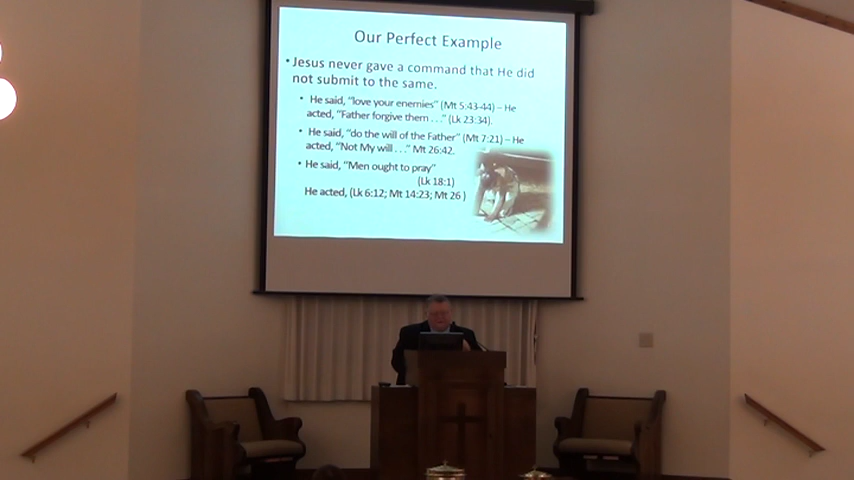 Our Perfect Example
• Jesus never gave a command that He did
not submit to the same.
• He said, "love your enemies" (Mt 5:43-44) – He
acted, "Father forgive them . . ." (Lk 23:34).
• He said, "do the will of the Father" (Mt 7:21) – He
acted, "Not My will . . ." Mt 26:42.
• He said, "Men ought to pray"
(Lk 18:1)
He acted, (Lk 6:12; Mt 14:23; Mt 26 )